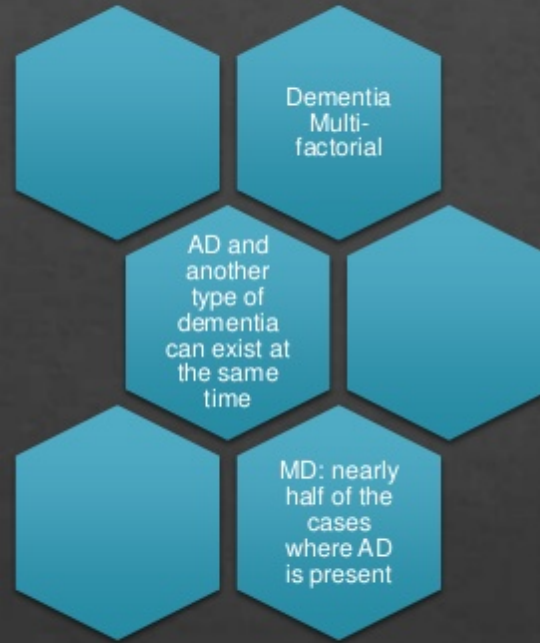 Dementia
Multi-
factorial
AD and
another
type of
dementia
can exist at
the same
time
MD: nearly
half of the
cases
where AD
is present